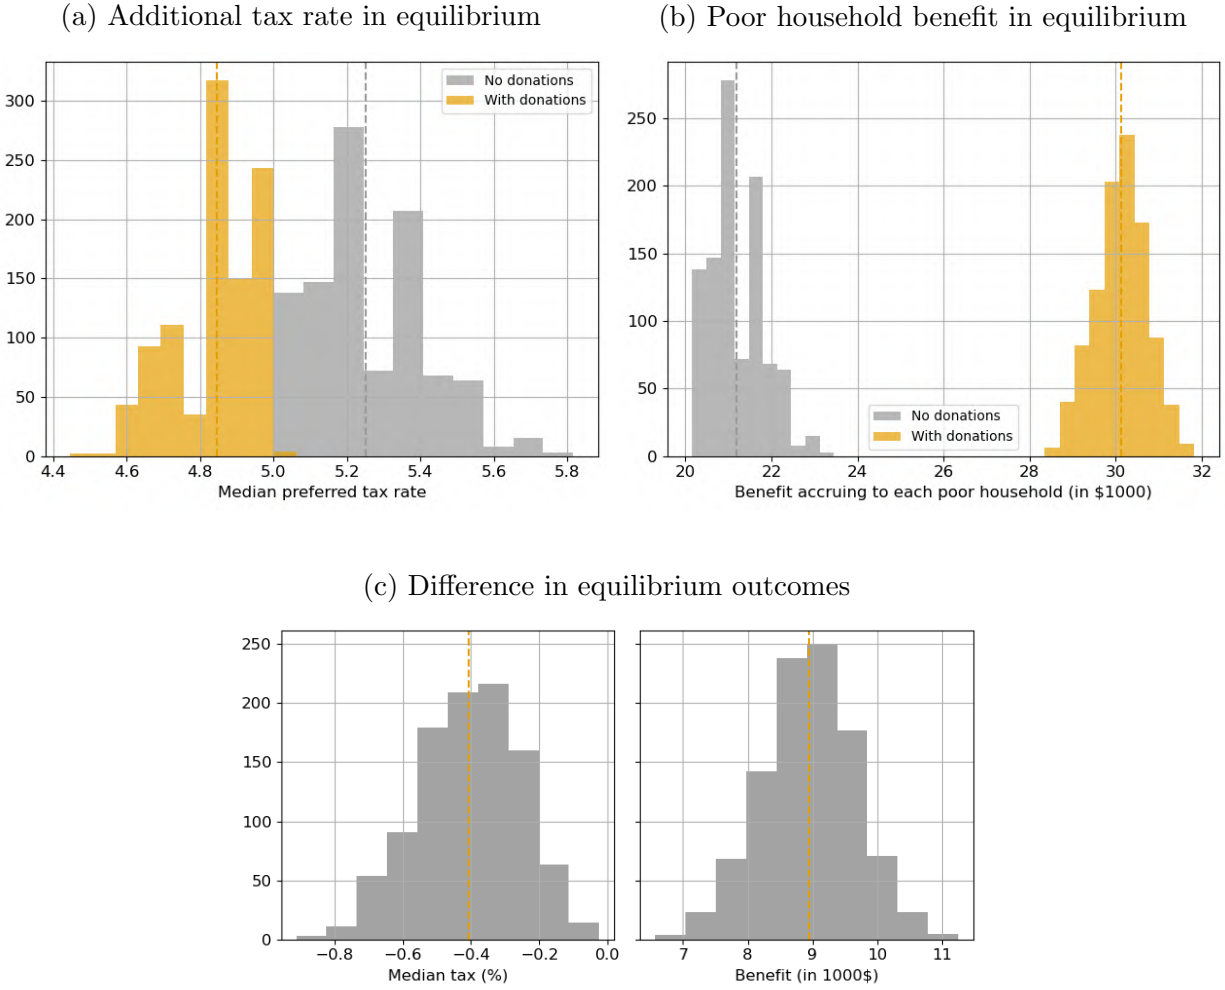 (a) Additional tax rate in equilibrium
300
250
200
150
100
50
0
4.4 4.6 4.8 5.0 5.2 5.4 5.6 5.8
Median preferred tax rate
No donations
With donations
(b) Poor household benefit in equilibrium
250
200
150
100
50
0
20 22 24 26 28 30 32
Benefit accruing to each poor household (in $1000)
No donations
With donations
(c) Difference in equilibrium outcomes
250
200
150
100
50
0
−0.8 −0.6 −0.4 −0.2 0.0
Median tax (%)
7 8 9 10 11
Benefit (in 1000$)